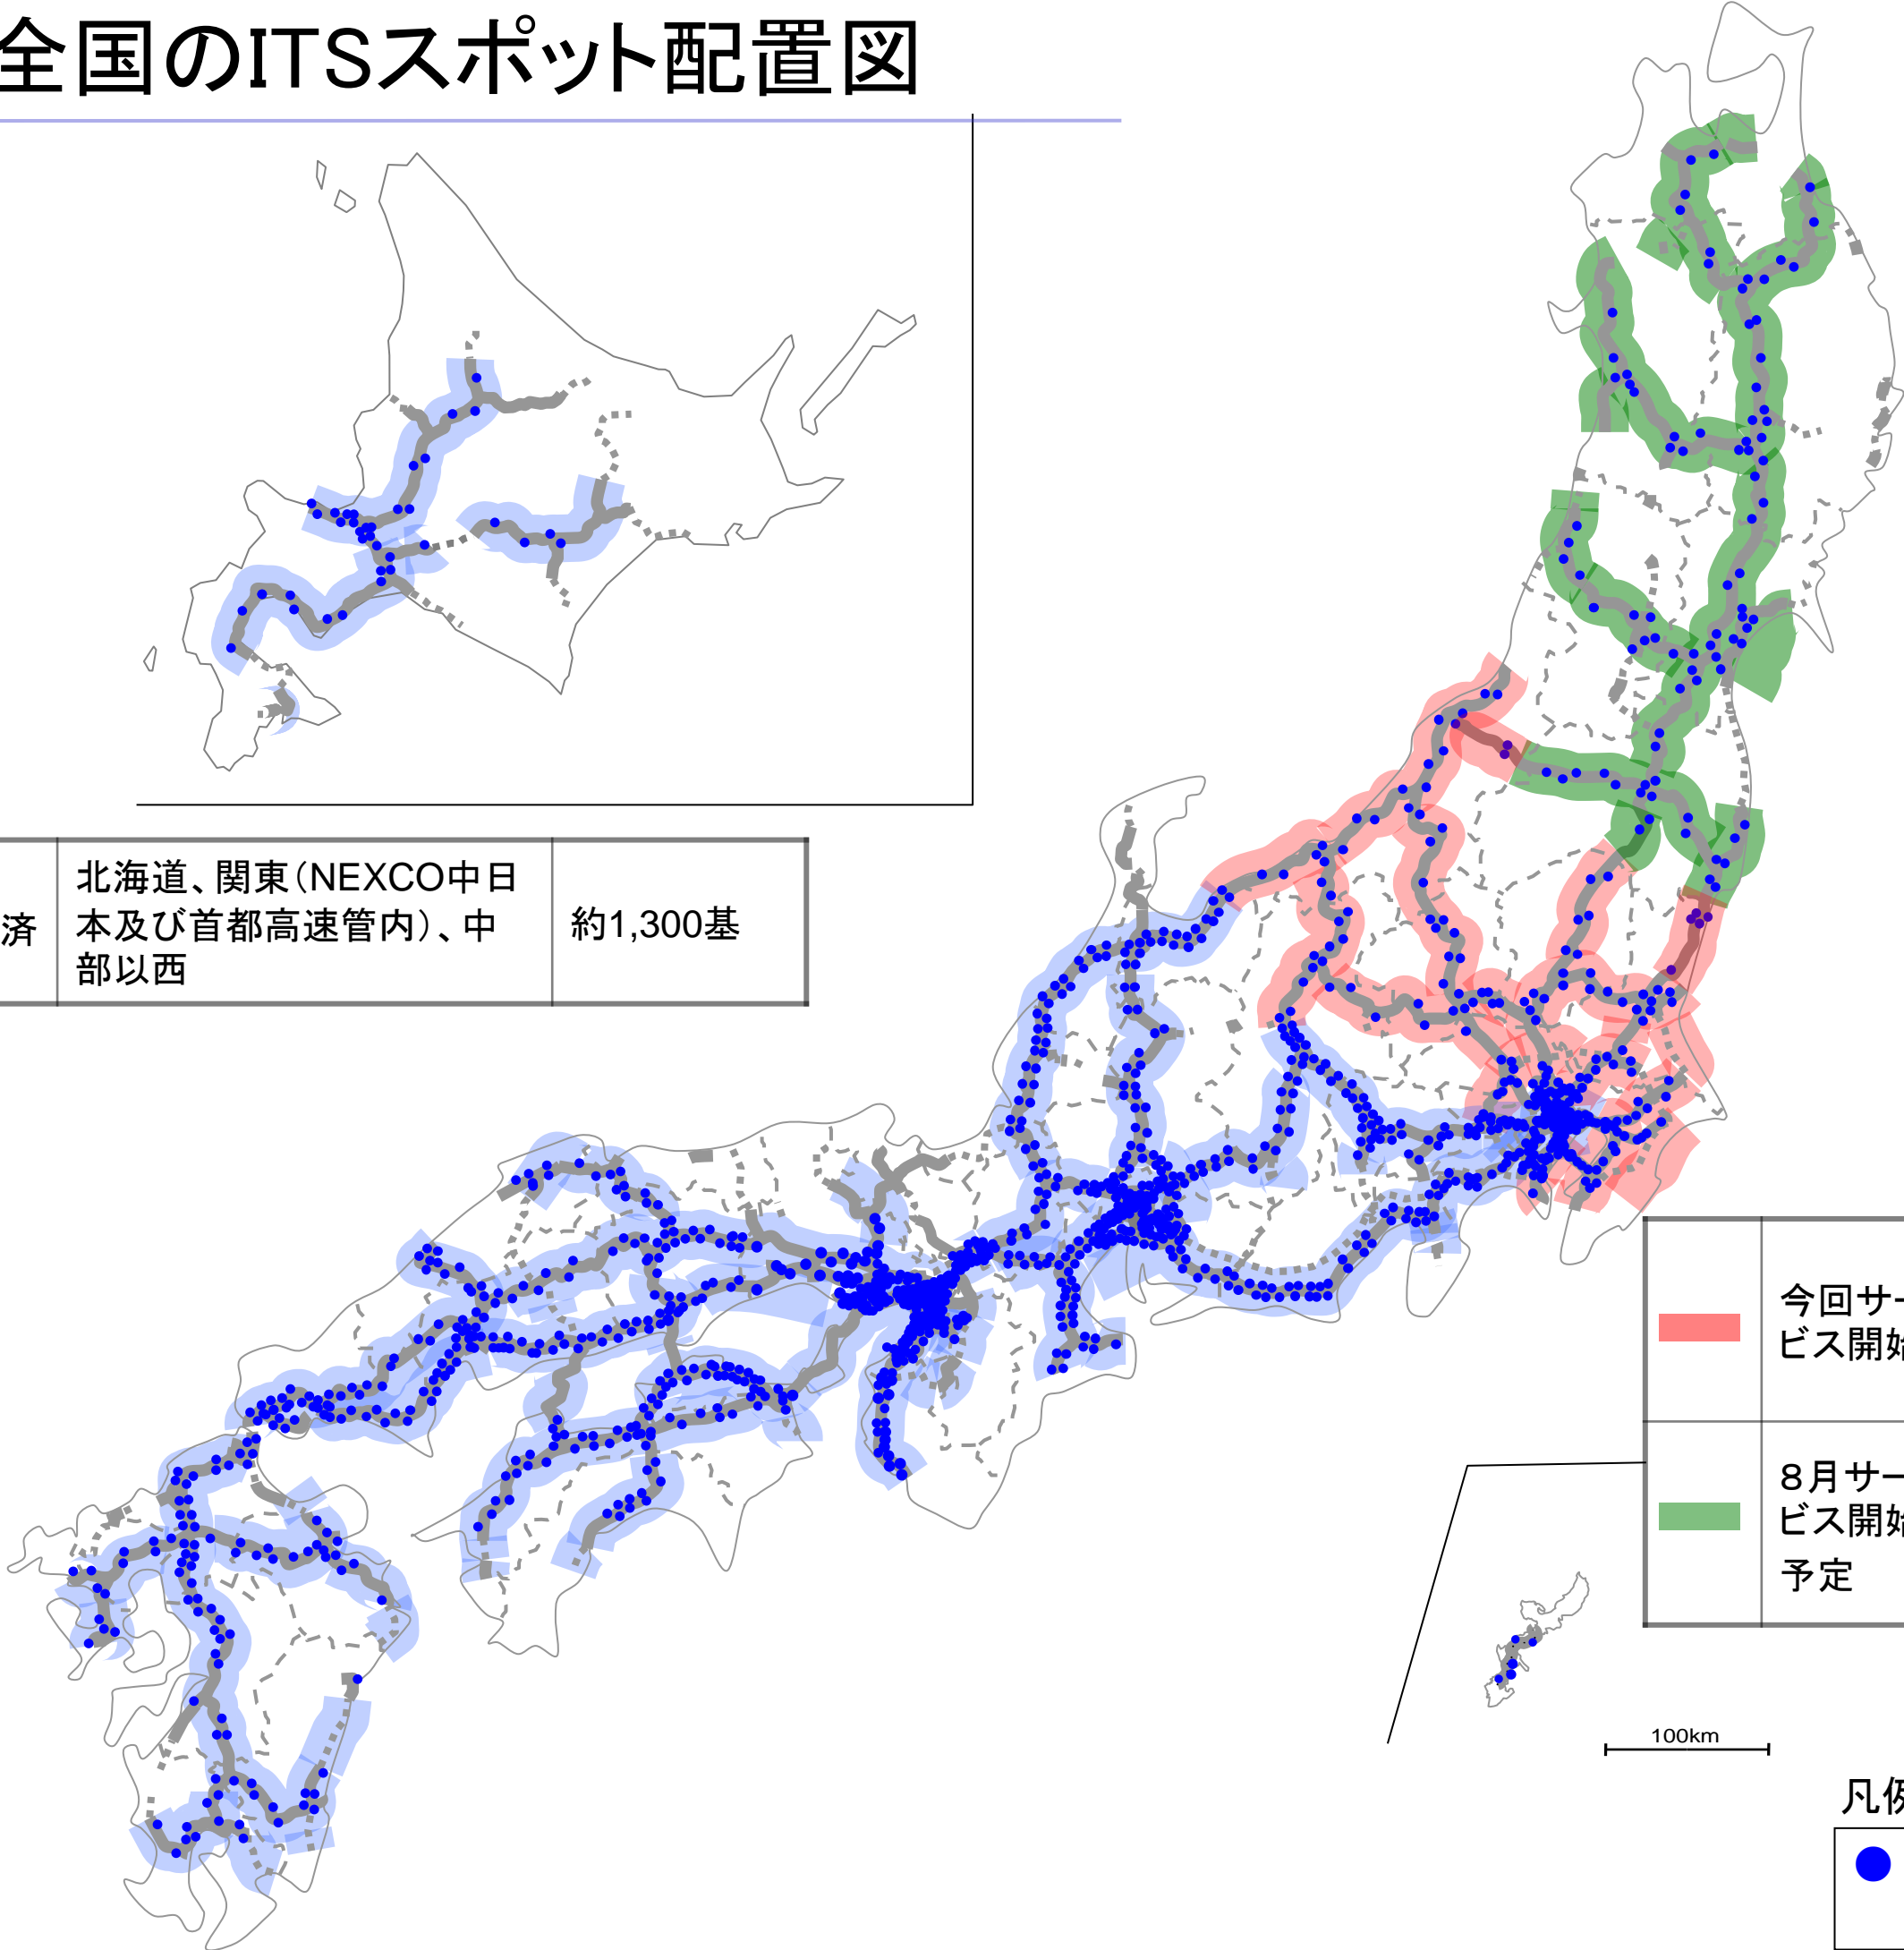 全国のITSスポット配置図
済
北海道、関東(NEXCO中日
本及び首都高速管内)、中
部以西
約1,300基
今回サー
ビス開始
８月サー
ビス開始
予定
100km
凡例